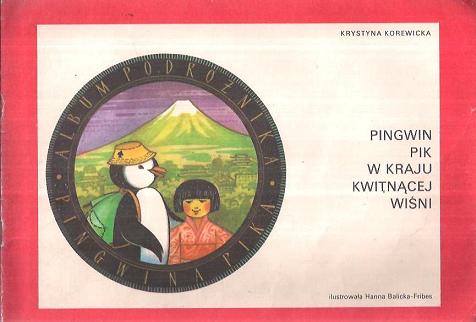 KRYSTYNA KOREWICKA
ALBUM PODRÓŻNIKA
PINGWINA PIKA
PINGWIN
PIK
W KRAJU
KWITNĄCEJ
WIŚNI
ilustrowała Hanna Balicka-Fribes